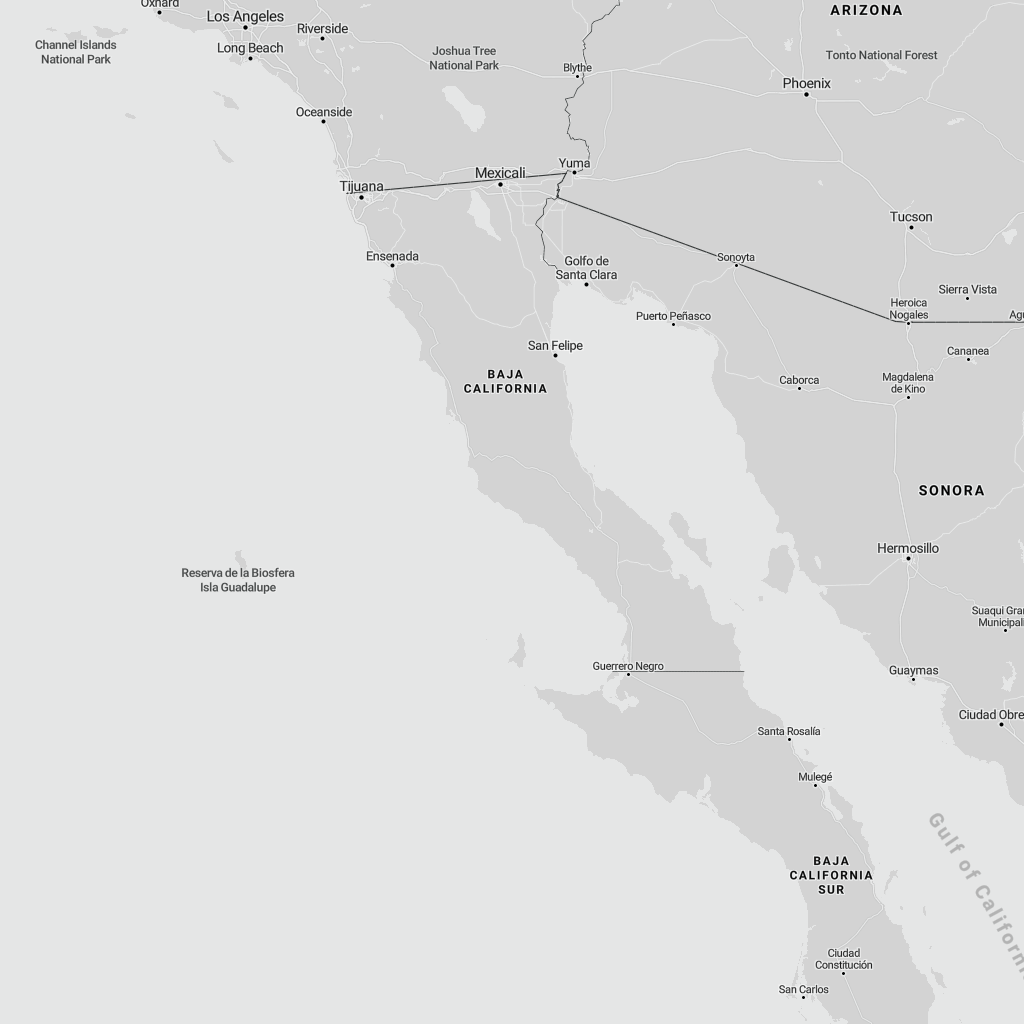 Oxnard
Los Angeles
Riverside
ARIZONA
Channel Islands
National Park
Long Beach
Joshua Tree
National Park
Blythe
Tonto National Forest
Phoenix
Oceanside
Yuma
Mexicali
Tijuana
Tucson
Ensenada
Golfo de
Santa Clara
Sonoyta
Sierra Vista
Heroica
Nogales
Agu
Puerto Peñasco
San Felipe
Cananea
BAJA
CALIFORNIA
Caborca
Magdalena
de Kino
SONORA
Hermosillo
Reserva de la Biosfera
Isla Guadalupe
Suaqui Gran
Municipali
Guerrero Negro
Guaymas
Ciudad Obre
Santa Rosalía
Mulegé
Gulf of Californ
BAJA
CALIFORNIA
SUR
Ciudad
Constitución
San Carlos